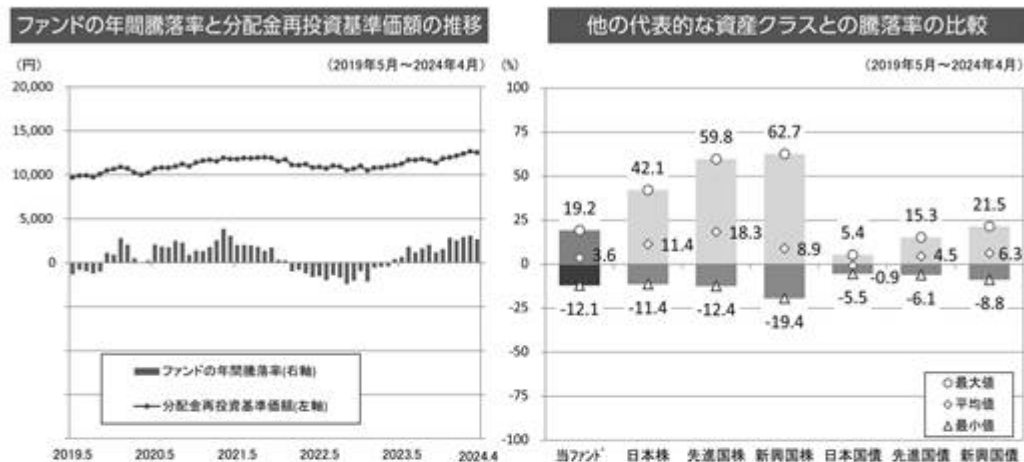 ファンドの年間騰落率と分配金再投資基準価額の推移
(円)
(2019年5月～2024年4月)
20,000
15,000
10,000
5,000
0
ファンドの年間騰落率(右軸)
分配金再投資基準価額(左軸)
2019.5 2020.5 2021.5 2022.5 2023.5 2024.4
他の代表的な資産クラスとの騰落率の比較
(%)
(2019年5月～2024年4月)
100
75
50
25
0
-25
-50
-75
-100
19.2 42.1 59.8 62.7 5.4 15.3 21.5
3.6 11.4 18.3 8.9 -0.9 4.5 6.3
-12.1 -11.4 -12.4 -19.4 -5.5 -6.1 -8.8
最大値
平均値
最小値
当ファンド 日本株 先進国株 新興国株 日本国債 先進国債 新興国債